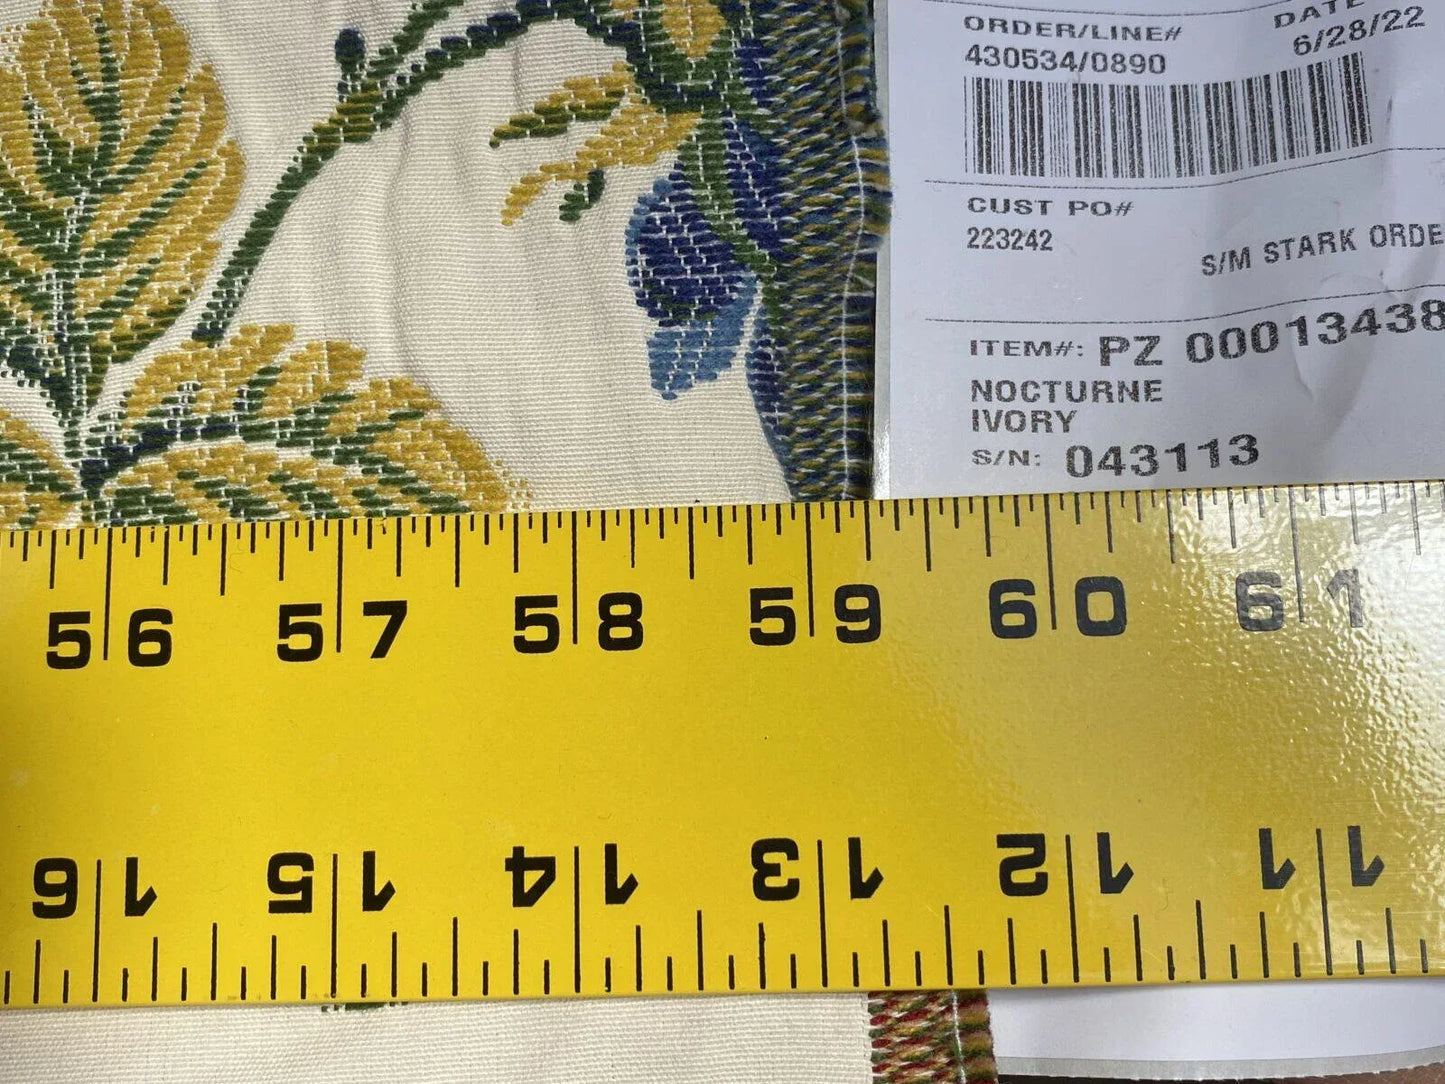 ORDER/LINE# DATE
430534/0890 6/28/22
CUST PO#
223242
S/M STARK ORDE
ITEM#: PZ 00013438
NOCTURNE
IVORY
S/N: 043113
56 57 58 59 60 61
16 15 14 13 12 11